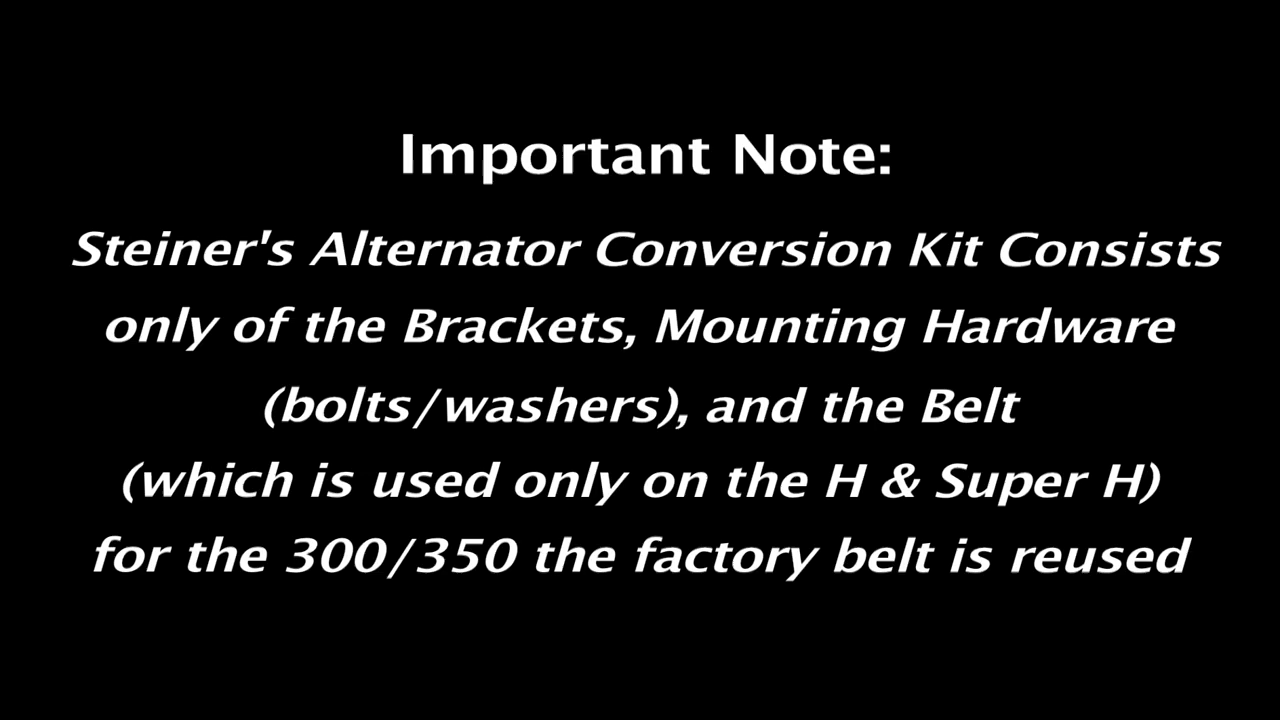 Important Note:
Steiner's Alternator Conversion Kit Consists
only of the Brackets, Mounting Hardware
(bolts/washers), and the Belt
(which is used only on the H & Super H)
for the 300/350 the factory belt is reused